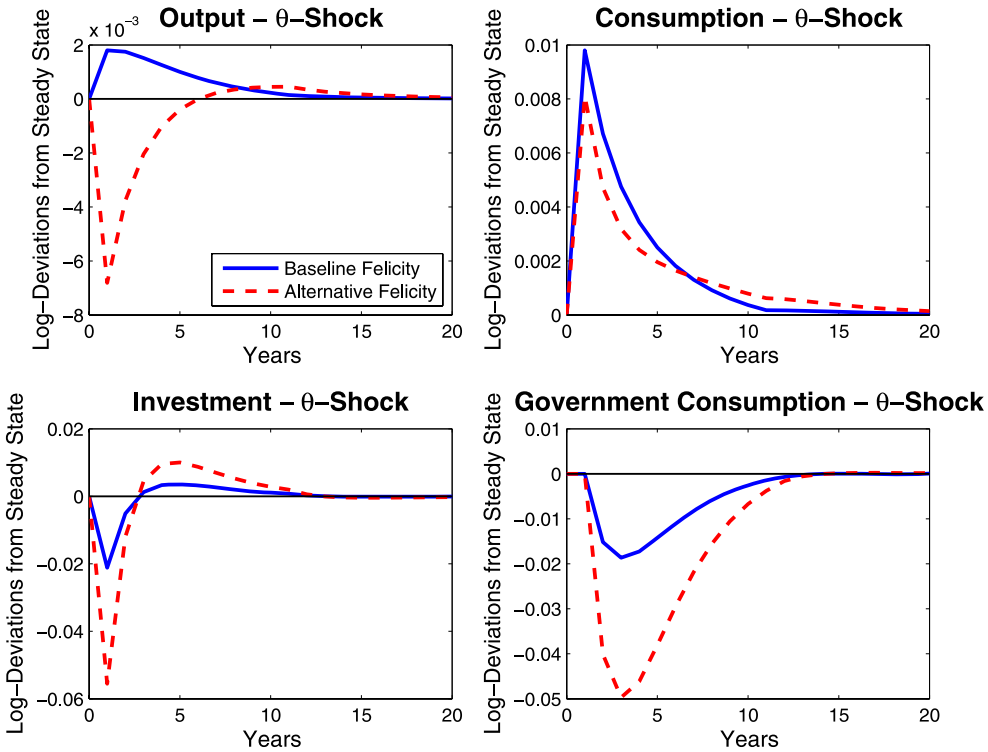 Output – θ–Shock
x 10⁻³
Log–Deviations from Steady State
2
0
−2
−4
−6
−8
0
5
10
15
20
Years
Baseline Felicity
Alternative Felicity
Consumption – θ–Shock
Log–Deviations from Steady State
0.01
0.008
0.006
0.004
0.002
0
0
5
10
15
20
Years
Investment – θ–Shock
Log–Deviations from Steady State
0.02
0
−0.02
−0.04
−0.06
0
5
10
15
20
Years
Government Consumption – θ–Shock
Log–Deviations from Steady State
0.01
0
−0.01
−0.02
−0.03
−0.04
−0.05
0
5
10
15
20
Years